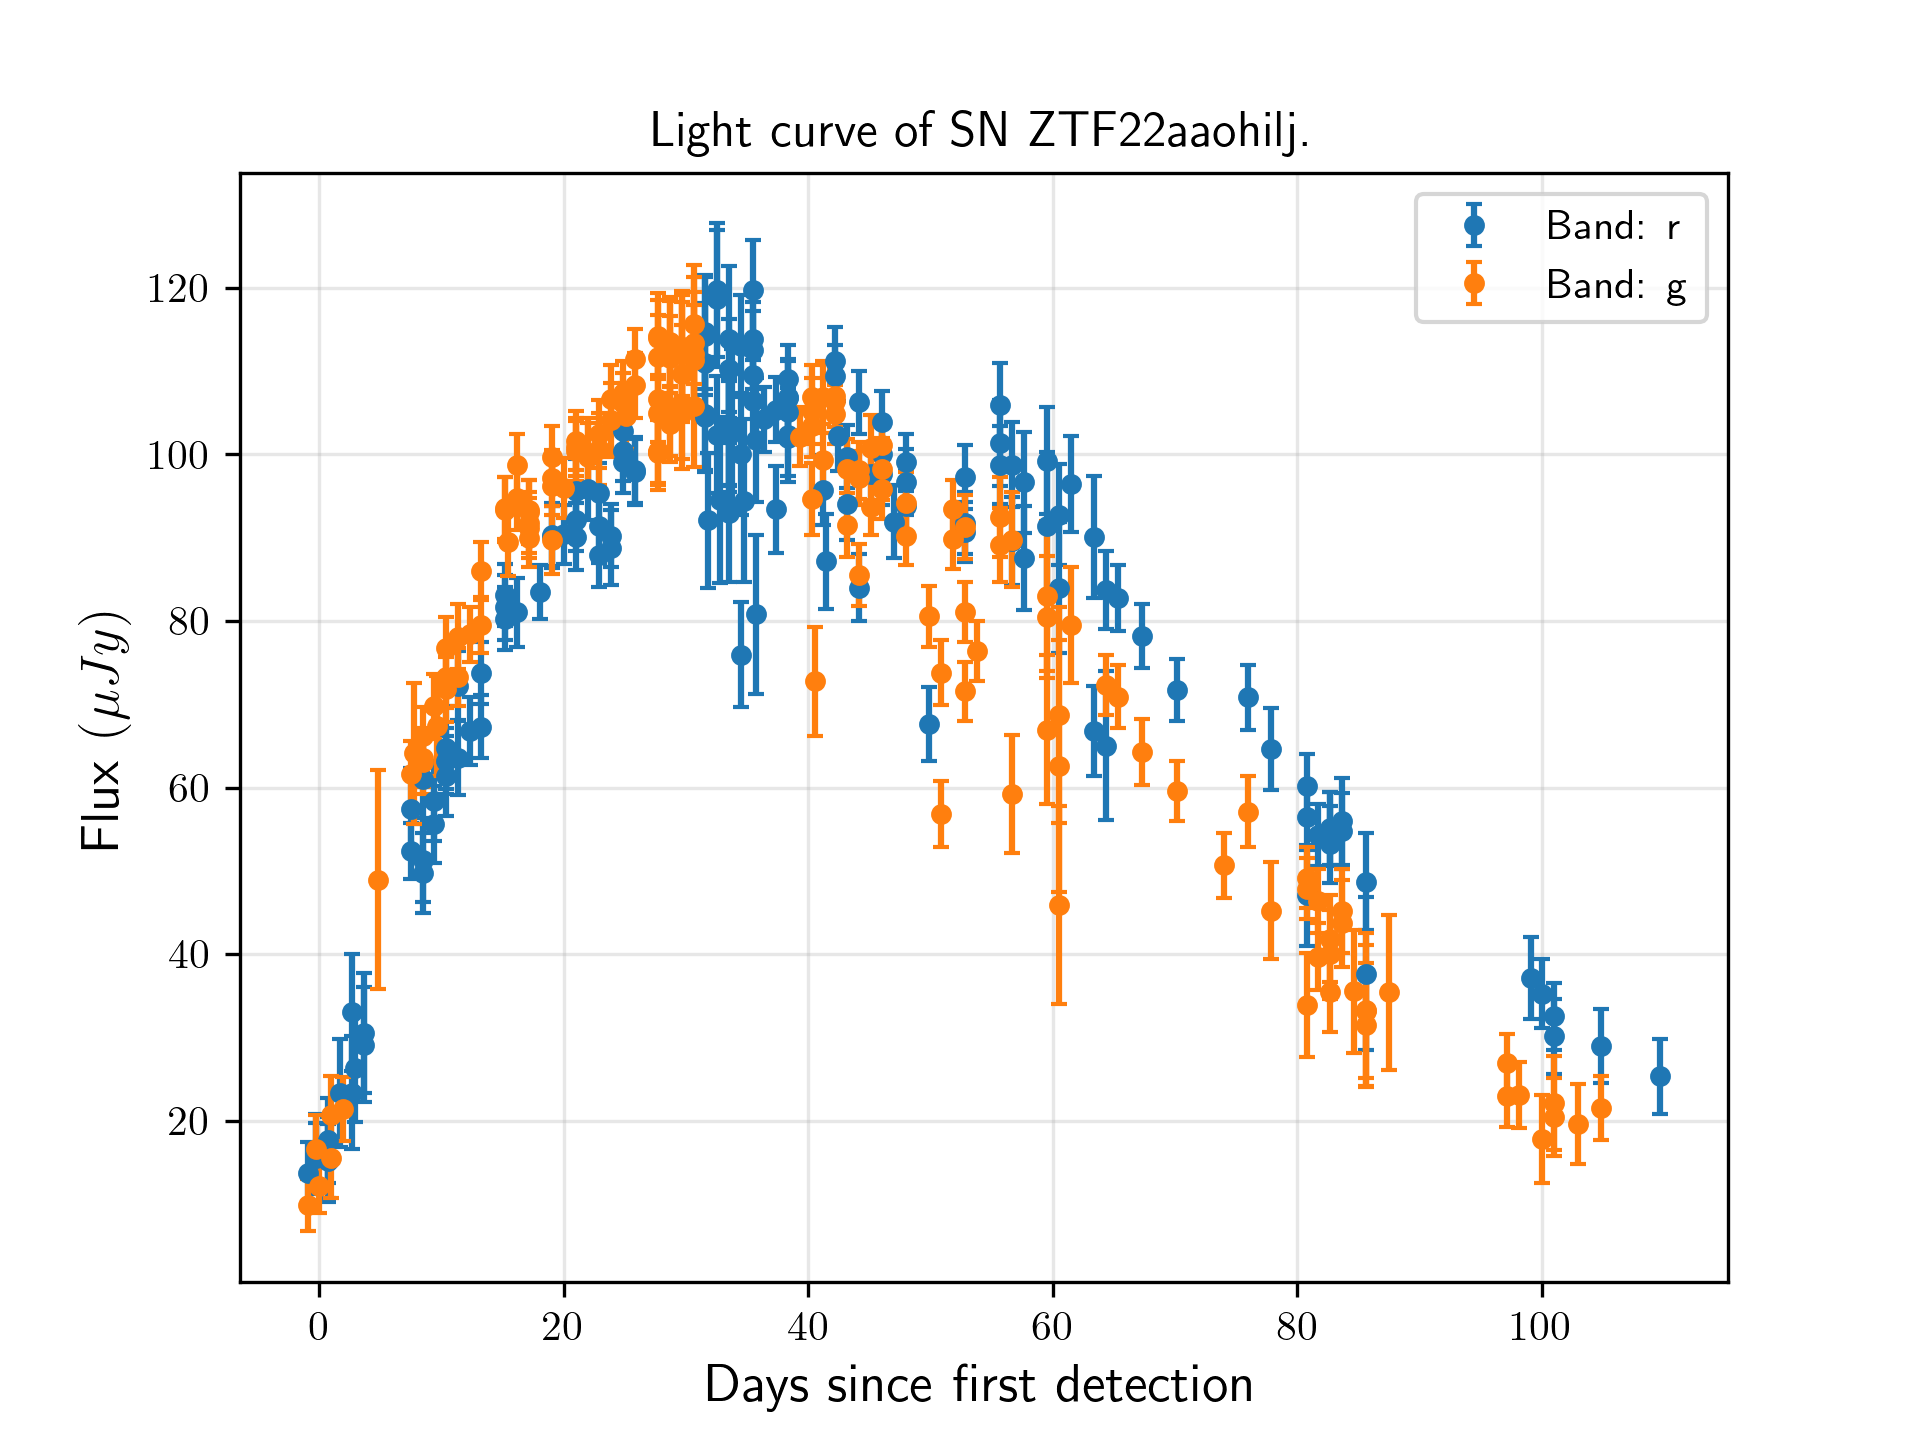 Light curve of SN ZTF22aaohilj.
Band: r
Band: g
120
100
80
60
40
20
Flux (μJy)
0 20 40 60 80 100
Days since first detection